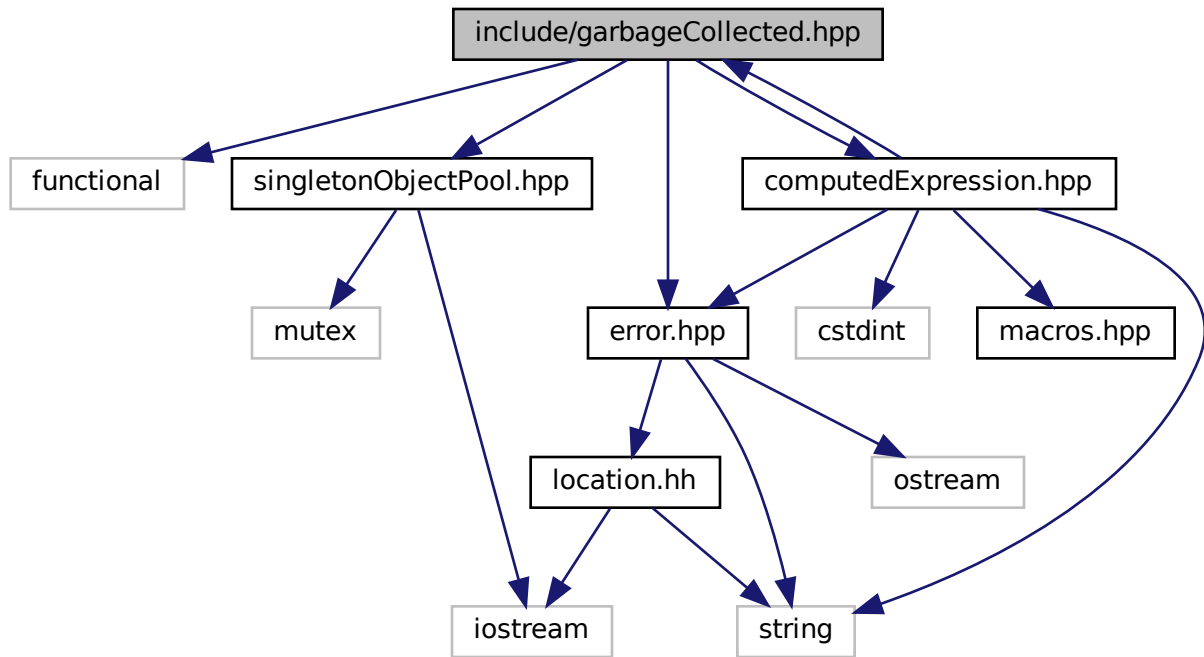 include/garbageCollected.hpp
functional
singletonObjectPool.hpp
computedExpression.hpp
mutex
error.hpp
cstdint
macros.hpp
location.hh
ostream
iostream
string